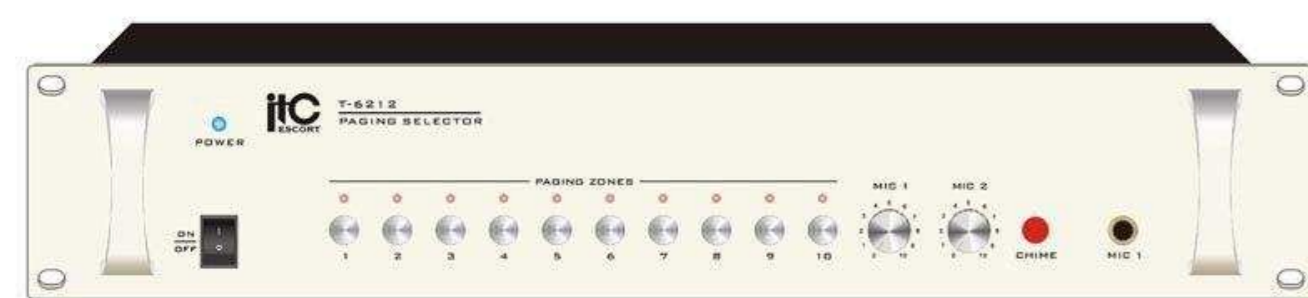 itC
ESCORT
T-6212
PAGING SELECTOR
POWER
ON
OFF
PAGING ZONES
1 2 3 4 5 6 7 8 9 10
MIC 1
MIC 2
CHIME
MIC 1